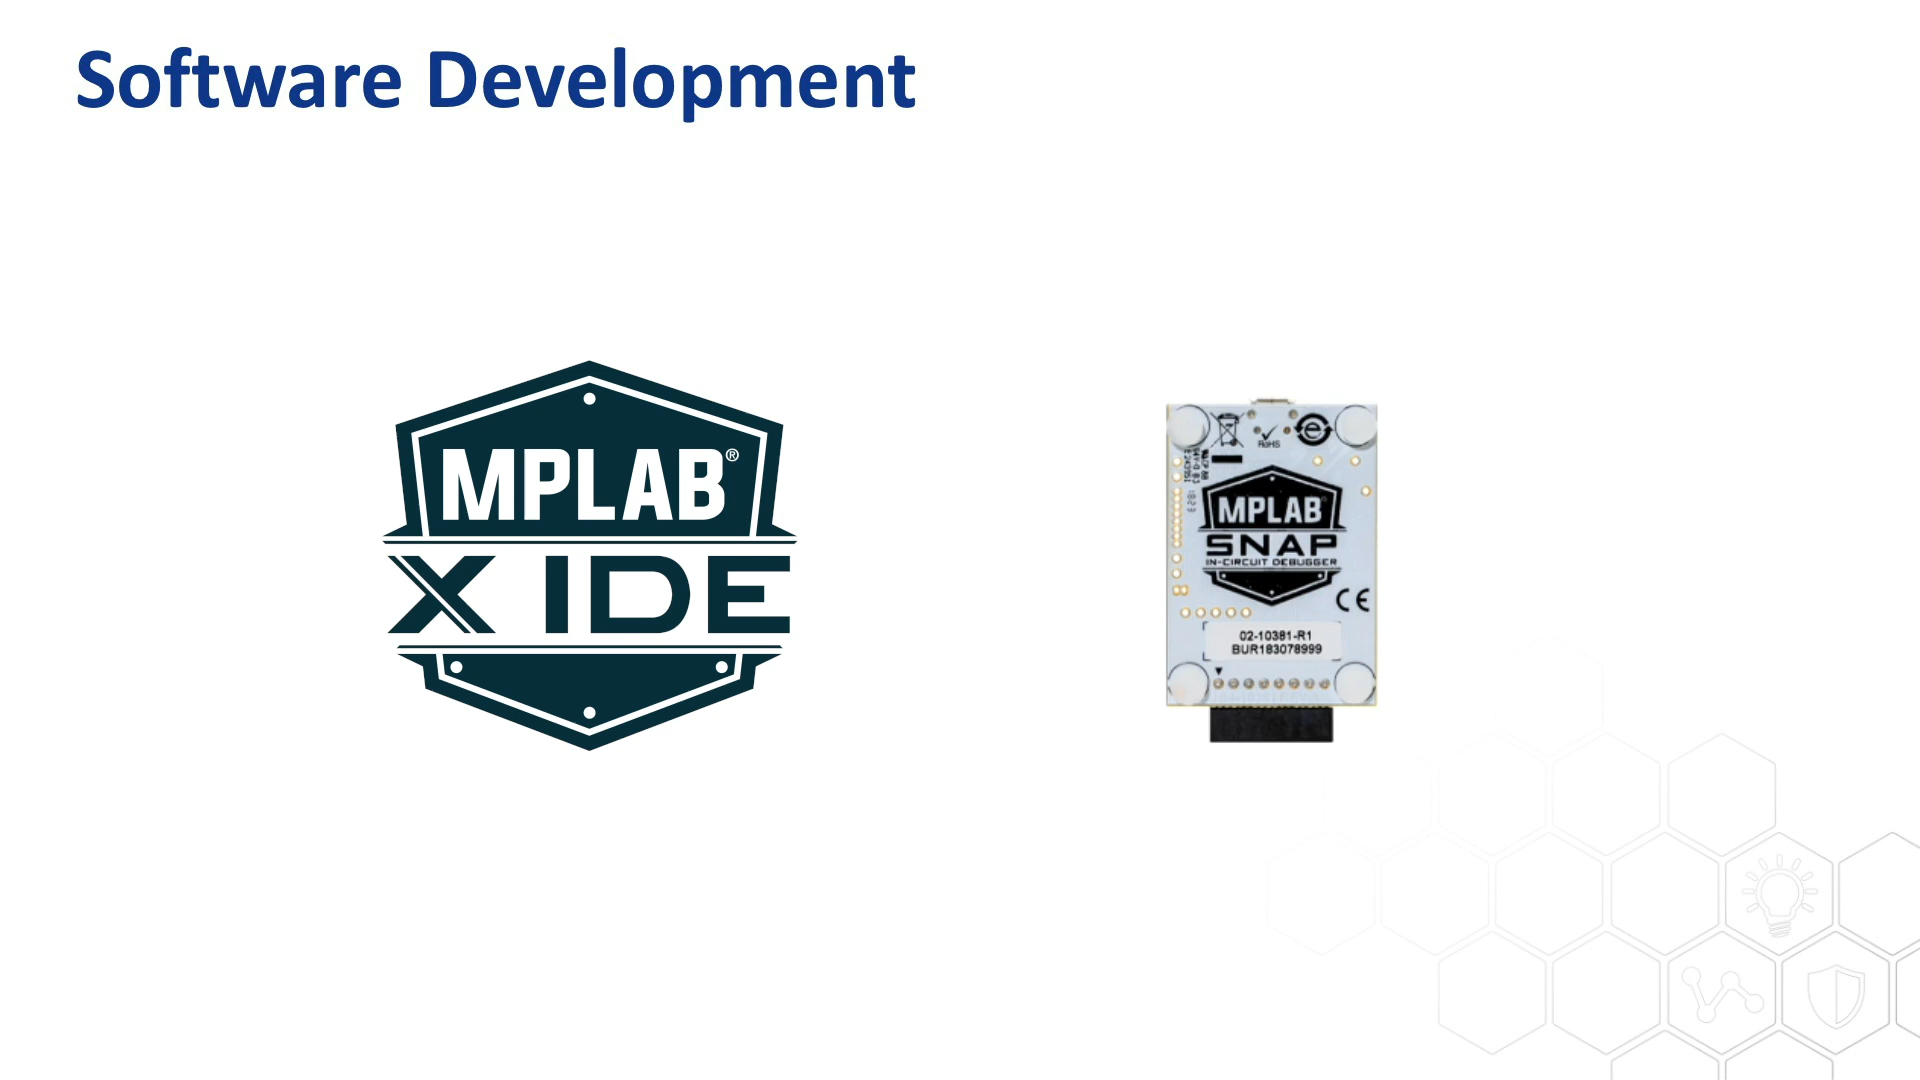 Software Development
MPLAB®
X IDE
RoHS
MPLAB
SNAP
IN-CIRCUIT DEBUGGER
CE
02-10381-R1
BUR183078999